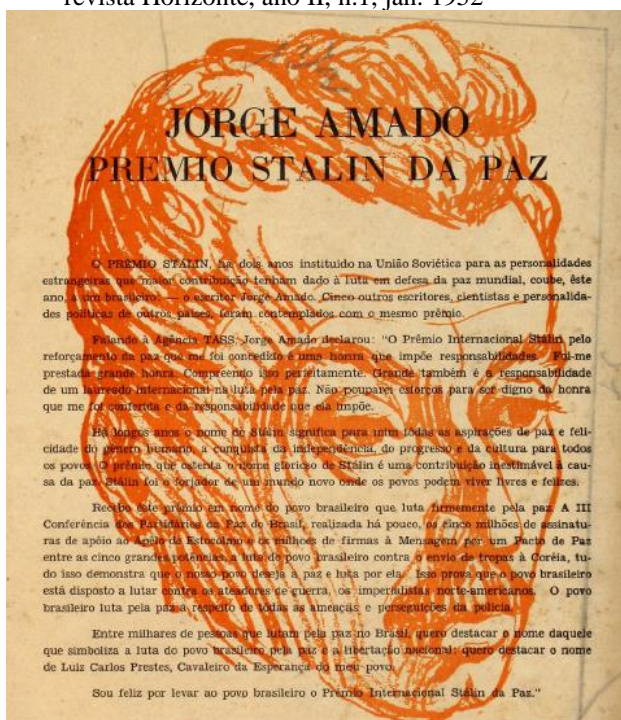 revista Horizonte, ano II, n.1, jan. 1952
JORGE AMADO
PREMIO STALIN DA PAZ
O PRÊMIO STÁLIN, há dois anos instituido na União Soviética para as personalidades
estrangeiras que maior contribuição tenham dado à luta em defesa da paz mundial, coube, êste
ano, a um brasileiro: — o escritor Jorge Amado. Cinco outros escritores, cientistas e personalida-
des políticas de outros países, foram contemplados com o mesmo prêmio.
Falando à Agência TASS, Jorge Amado declarou: "O Prêmio Internacional Stálin pelo
reforçamento da paz que me foi concedido é uma honra que impõe responsabilidades. Foi-me
prestada grande honra. Compreendo isso perfeitamente. Grande também é a responsabilidade
de um laureado internacional na luta pela paz. Não pouparei esforços para ser digno da honra
que me foi conferida e da responsabilidade que ela impõe.
Há longos anos o nome de Stálin significa para mim tôdas as aspirações de paz e feli-
cidade do gênero humano, a conquista da independência, do progresso e da cultura para todos
os povos. O prêmio que ostenta o nome glorioso de Stálin é uma contribuição inestimável à cau-
sa da paz. Stálin foi o forjador de um mundo novo onde os povos podem viver livres e felizes.
Recebo êste prêmio em nome do povo brasileiro que luta firmemente pela paz. A III
Conferência dos Partidários da Paz do Brasil, realizada há pouco, os cinco milhões de assinatu-
ras de apôio ao Apêlo de Estocolmo e os milhões de firmas à Mensagem por um Pacto de Paz
entre as cinco grandes potências, a luta do povo brasileiro contra o envio de tropas à Coréia, tu-
do isso demonstra que o nosso povo deseja a paz e luta por ela. Isso prova que o povo brasileiro
está disposto a lutar contra os ateadores de guerra, os imperialistas norte-americanos. O povo
brasileiro luta pela paz a respeito de tôdas as ameaças e perseguições da polícia.
Entre milhares de pessoas que lutam pela paz no Brasil, quero destacar o nome daquele
que simboliza a luta do povo brasileiro pela paz e a libertação nacional: quero destacar o nome
de Luiz Carlos Prestes, Cavaleiro da Esperança do meu povo.
Sou feliz por levar ao povo brasileiro o Prêmio Internacional Stálin da Paz."